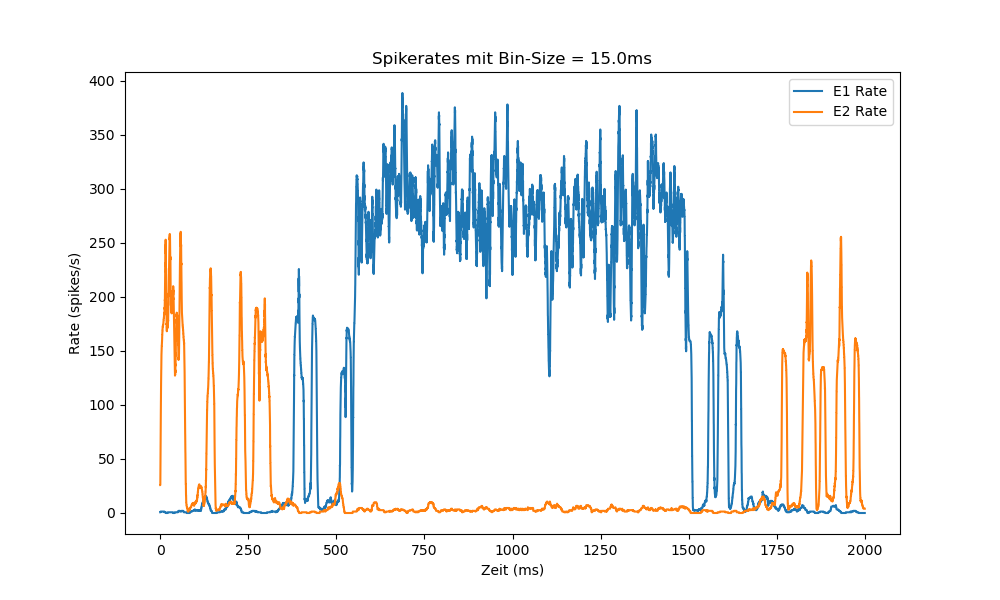 Spikerates mit Bin-Size = 15.0ms
E1 Rate
E2 Rate
400
350
300
250
200
150
100
50
0
Rate (spikes/s)
0 250 500 750 1000 1250 1500 1750 2000
Zeit (ms)